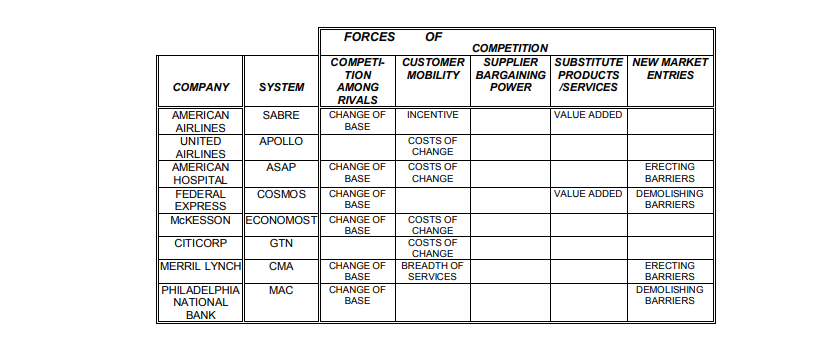 FORCES OF
COMPETITION
COMPANY
SYSTEM
COMPETI-
TION
AMONG
RIVALS
CUSTOMER
MOBILITY
SUPPLIER
BARGAINING
POWER
SUBSTITUTE
PRODUCTS
/SERVICES
NEW MARKET
ENTRIES
AMERICAN
AIRLINES
SABRE
CHANGE OF
BASE
INCENTIVE
VALUE ADDED
UNITED
AIRLINES
APOLLO
COSTS OF
CHANGE
AMERICAN
HOSPITAL
ASAP
CHANGE OF
BASE
COSTS OF
CHANGE
ERECTING
BARRIERS
FEDERAL
EXPRESS
COSMOS
CHANGE OF
BASE
VALUE ADDED
DEMOLISHING
BARRIERS
McKESSON
ECONOMOST
CHANGE OF
BASE
COSTS OF
CHANGE
CITICORP
GTN
COSTS OF
CHANGE
MERRIL LYNCH
CMA
CHANGE OF
BASE
BREADTH OF
SERVICES
ERECTING
BARRIERS
PHILADELPHIA
NATIONAL
BANK
MAC
CHANGE OF
BASE
DEMOLISHING
BARRIERS